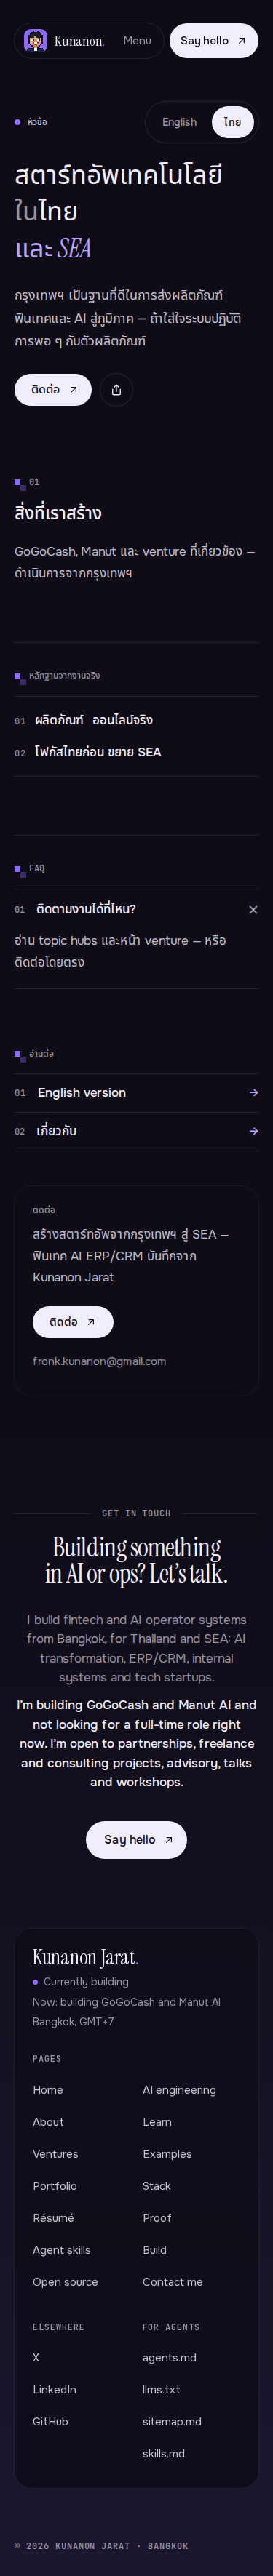 Kunanon.
Menu
Say hello
หัวข้อ
English
ไทย
สตาร์ทอัพเทคโนโลยี
ในไทย
และ SEA
กรุงเทพฯ เป็นฐานที่ดีในการส่งผลิตภัณฑ์
ฟินเทคและ AI สู่ภูมิภาค — ถ้าใส่ใจระบบปฏิบัติ
การพอ ๆ กับตัวผลิตภัณฑ์
ติดต่อ
01
สิ่งที่เราสร้าง
GoGoCash, Manut และ venture ที่เกี่ยวข้อง —
ดำเนินการจากกรุงเทพฯ
หลักฐานจากงานจริง
01 ผลิตภัณฑ์ ออนไลน์จริง
02 โฟกัสไทยก่อน ขยาย SEA
FAQ
01 ติดตามงานได้ที่ไหน?
อ่าน topic hubs และหน้า venture — หรือ
ติดต่อโดยตรง
อ่านต่อ
01 English version
02 เกี่ยวกับ
ติดต่อ
สร้างสตาร์ทอัพจากกรุงเทพฯ สู่ SEA —
ฟินเทค AI ERP/CRM บันทึกจาก
Kunanon Jarat
ติดต่อ
fronk.kunanon@gmail.com
GET IN TOUCH
Building something
in AI or ops? Let's talk.
I build fintech and AI operator systems
from Bangkok, for Thailand and SEA: AI
transformation, ERP/CRM, internal
systems and tech startups.
I'm building GoGoCash and Manut AI and
not looking for a full-time role right
now. I'm open to partnerships, freelance
and consulting projects, advisory, talks
and workshops.
Say hello
Kunanon Jarat.
Currently building
Now: building GoGoCash and Manut AI
Bangkok, GMT+7
PAGES
Home
AI engineering
About
Learn
Ventures
Examples
Portfolio
Stack
Résumé
Proof
Agent skills
Build
Open source
Contact me
ELSEWHERE
FOR AGENTS
X
agents.md
LinkedIn
llms.txt
GitHub
sitemap.md
skills.md
© 2026 KUNANON JARAT · BANGKOK